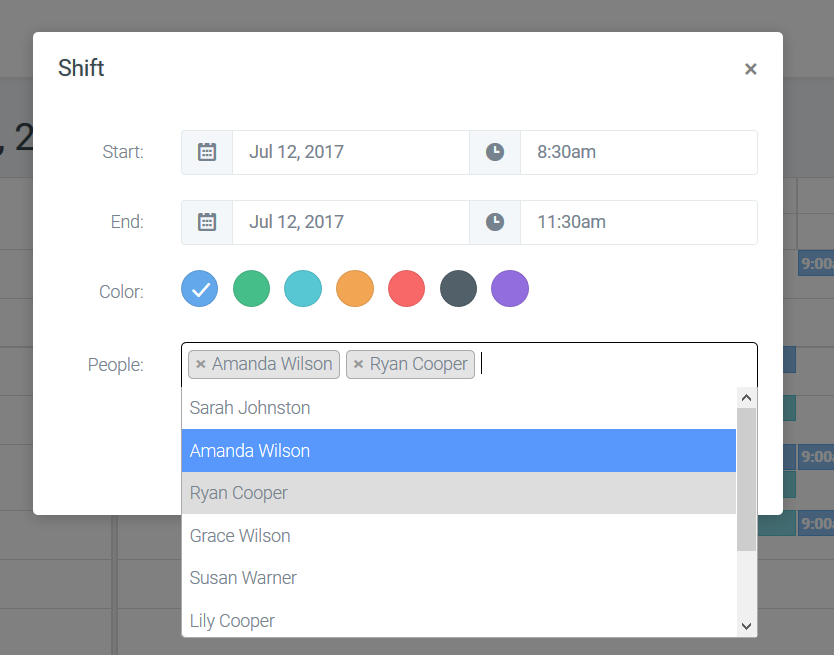 Shift ×
, 2
Start: Jul 12, 2017 8:30am
End: Jul 12, 2017 11:30am
9:00
Color:
People: × Amanda Wilson × Ryan Cooper
Sarah Johnston
Amanda Wilson
9:00
Ryan Cooper
9:00
Grace Wilson
Susan Warner
Lily Cooper